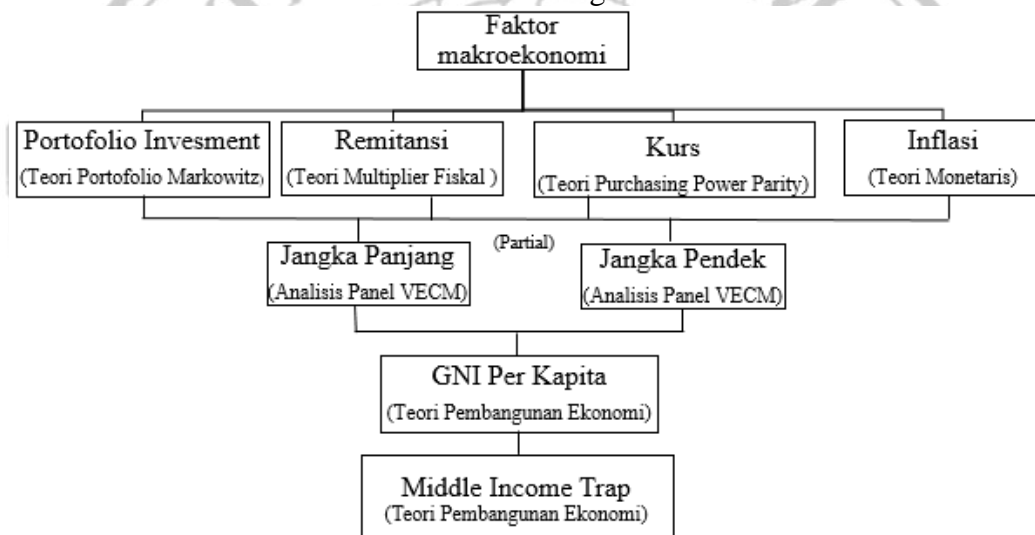 Faktor
makroekonomi
Portofolio Invesment
(Teori Portofolio Markowitz)
Remitansi
(Teori Multiplier Fiskal )
Kurs
(Teori Purchasing Power Parity)
Inflasi
(Teori Monetaris)
(Partial)
Jangka Panjang
(Analisis Panel VECM)
Jangka Pendek
(Analisis Panel VECM)
GNI Per Kapita
(Teori Pembangunan Ekonomi)
Middle Income Trap
(Teori Pembangunan Ekonomi)